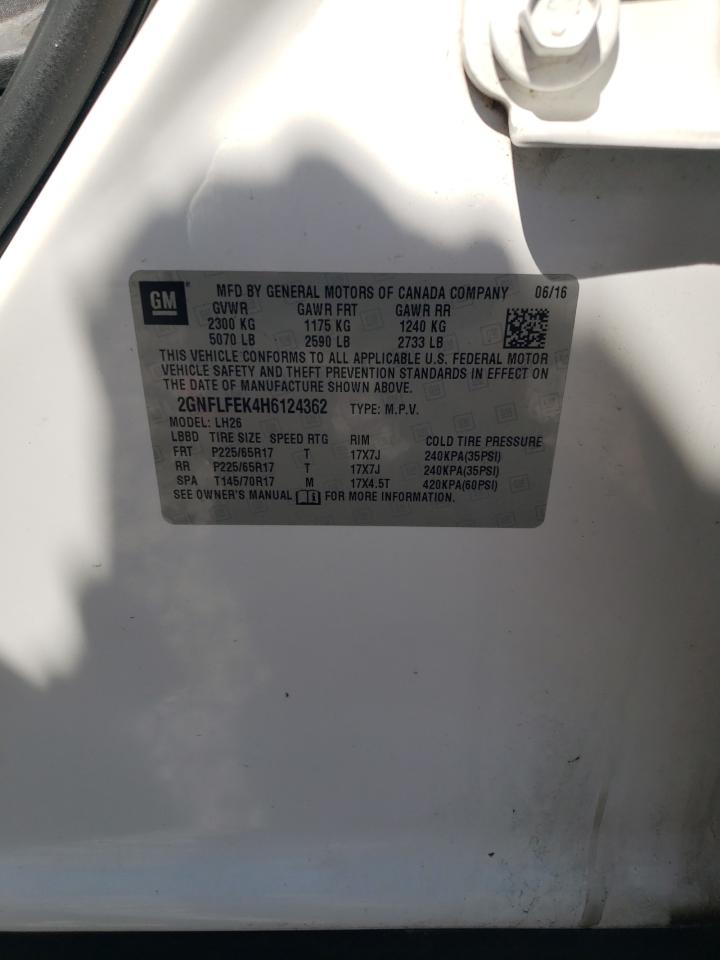 GM ® MFD BY GENERAL MOTORS OF CANADA COMPANY 06/16
GVWR GAWR FRT GAWR RR
2300 KG 1175 KG 1240 KG
5070 LB 2590 LB 2733 LB
THIS VEHICLE CONFORMS TO ALL APPLICABLE U.S. FEDERAL MOTOR
VEHICLE SAFETY AND THEFT PREVENTION STANDARDS IN EFFECT ON
THE DATE OF MANUFACTURE SHOWN ABOVE.
2GNFLFEK4H6124362 TYPE: M.P.V.
MODEL: LH26
LBBD TIRE SIZE SPEED RTG RIM COLD TIRE PRESSURE
FRT P225/65R17 T 17X7J 240KPA(35PSI)
RR P225/65R17 T 17X7J 240KPA(35PSI)
SPA T145/70R17 M 17X4.5T 420KPA(60PSI)
SEE OWNER'S MANUAL FOR MORE INFORMATION.